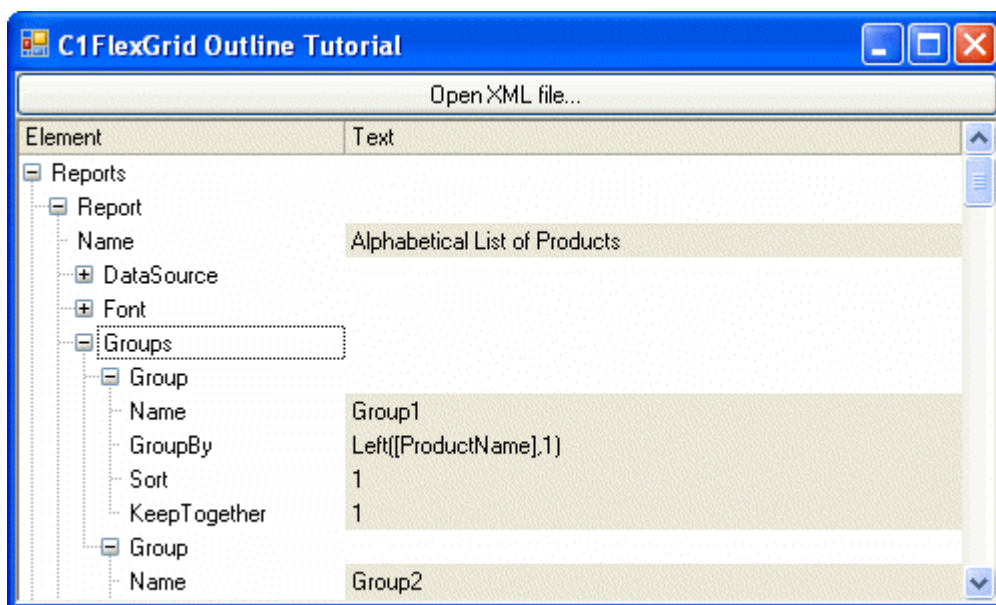 C1FlexGrid Outline Tutorial
Open XML file...
Element Text
Reports
Report
Name Alphabetical List of Products
DataSource
Font
Groups
Group
Name Group1
GroupBy Left([ProductName],1)
Sort 1
KeepTogether 1
Group
Name Group2